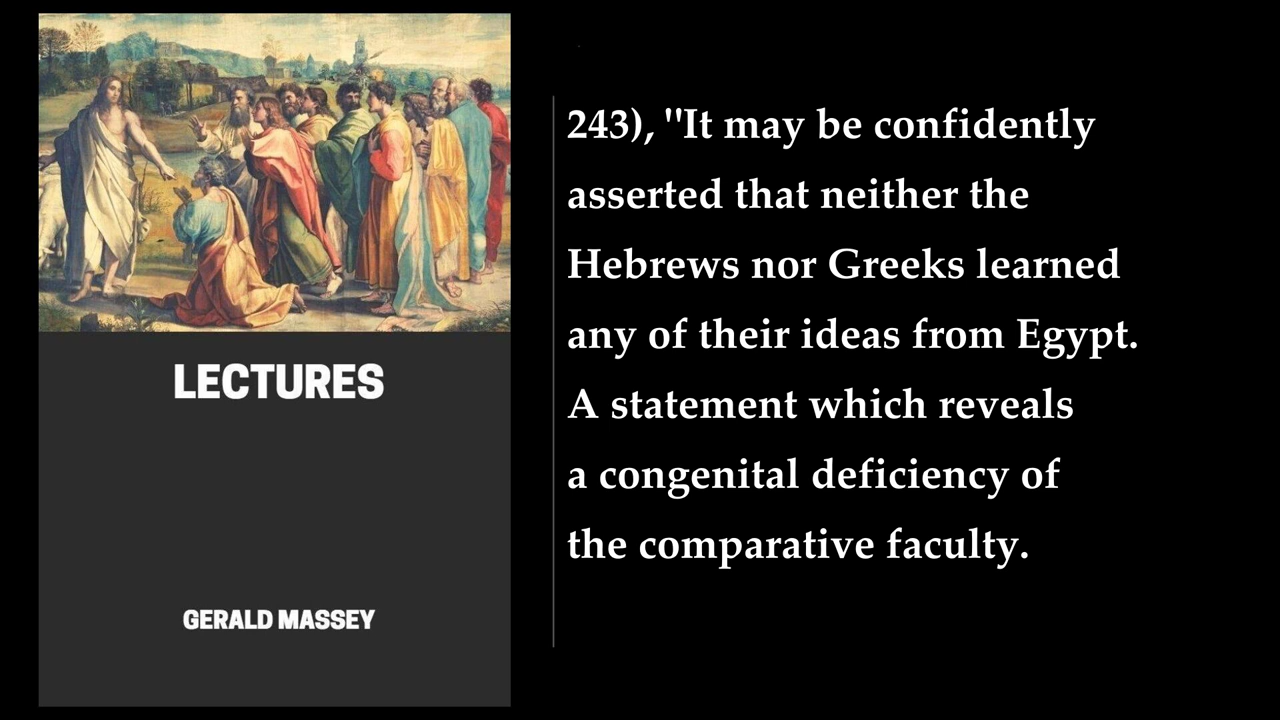 LECTURES
GERALD MASSEY
243), "It may be confidently
asserted that neither the
Hebrews nor Greeks learned
any of their ideas from Egypt.
A statement which reveals
a congenital deficiency of
the comparative faculty.